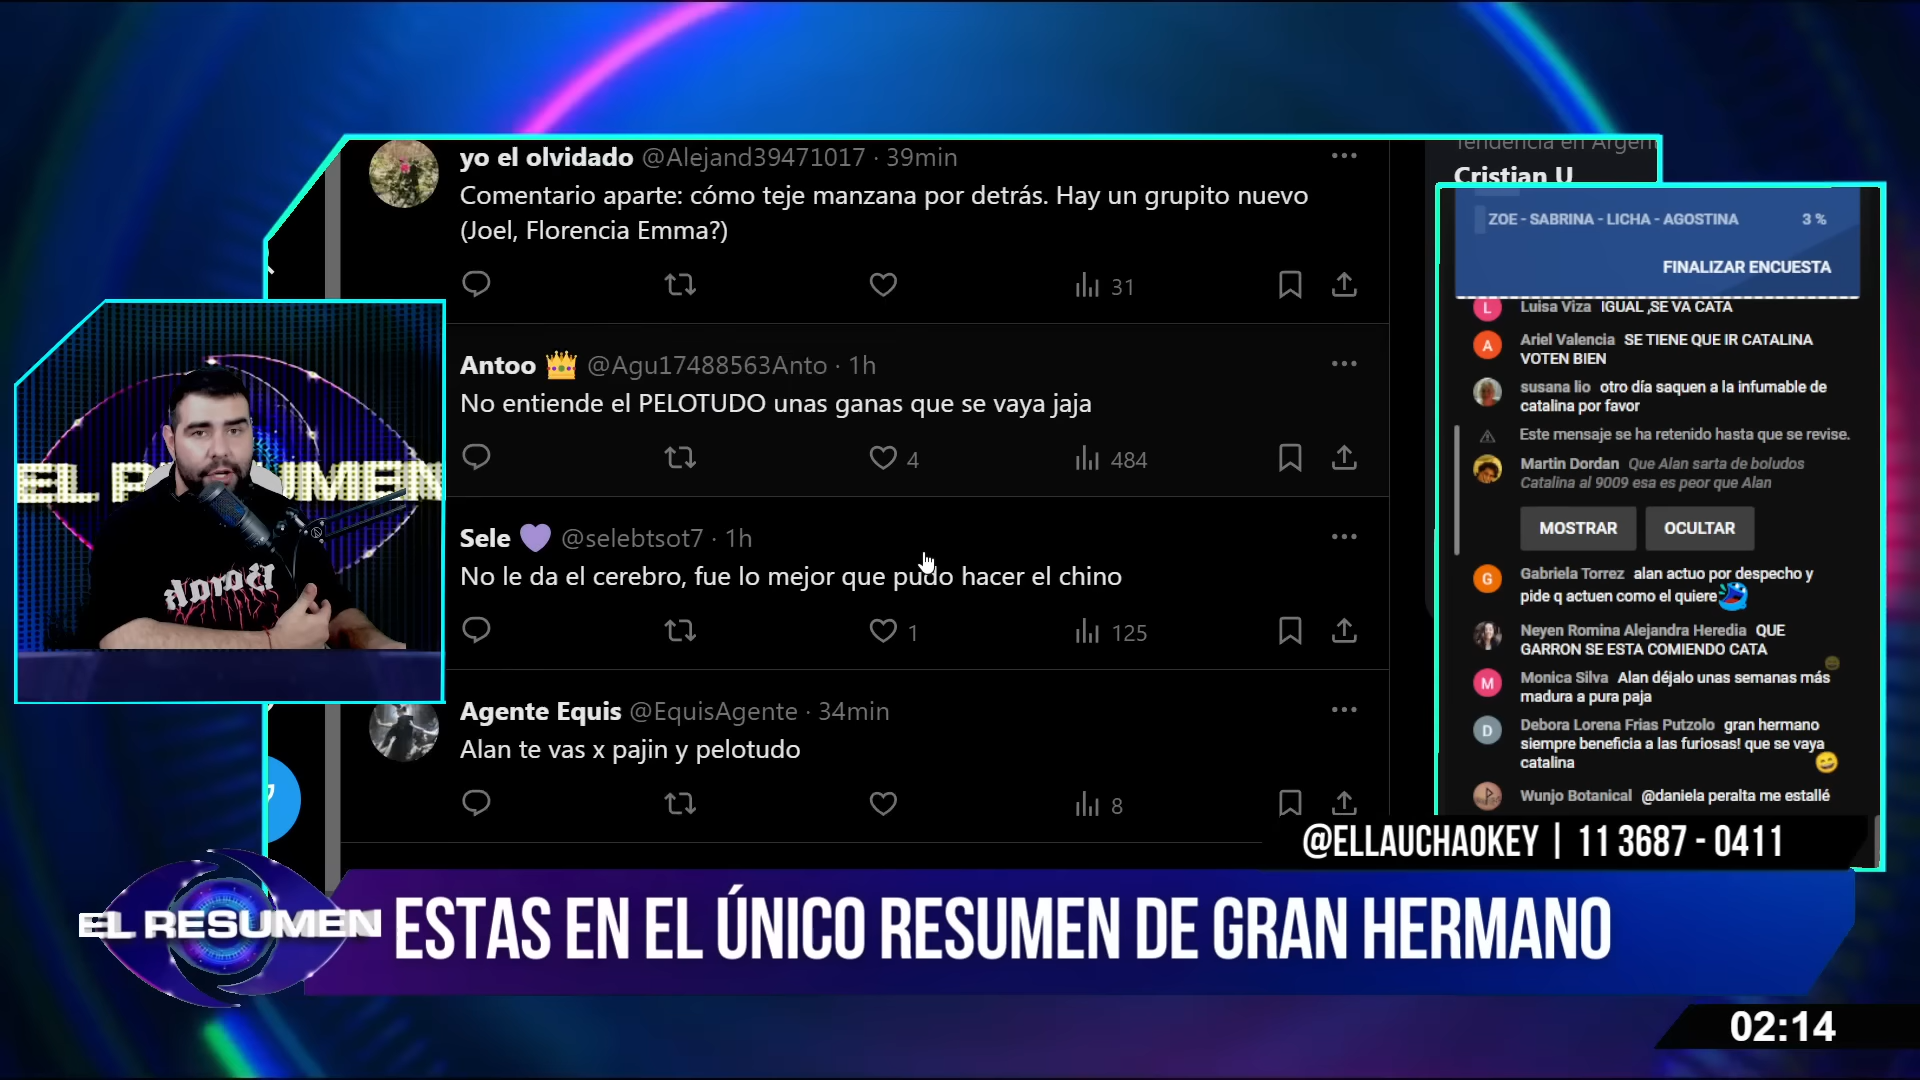 yo el olvidado @Alejand39471017 · 39min
Comentario aparte: cómo teje manzana por detrás. Hay un grupito nuevo
(Joel, Florencia Emma?)
31
Antoo 👑 @Agu17488563Anto · 1h
No entiende el PELOTUDO unas ganas que se vaya jaja
4
484
Sele 💜 @selebtsot7 · 1h
No le da el cerebro, fue lo mejor que pudo hacer el chino
1
125
Agente Equis @EquisAgente · 34min
Alan te vas x pajin y pelotudo
8
Tendencia en Argen
Cristian U
ZOE - SABRINA - LICHA - AGOSTINA 3 %
FINALIZAR ENCUESTA
L
Luisa Viza IGUAL ,SE VA CATA
A
Ariel Valencia SE TIENE QUE IR CATALINA
VOTEN BIEN
susana lio otro día saquen a la infumable de
catalina por favor
Este mensaje se ha retenido hasta que se revise.
Martin Dordan Que Alan sarta de boludos
Catalina al 9009 esa es peor que Alan
MOSTRAR OCULTAR
G
Gabriela Torrez alan actuo por despecho y
pide q actuen como el quiere
Neyen Romina Alejandra Heredia QUE
GARRON SE ESTA COMIENDO CATA
M
Monica Silva Alan déjalo unas semanas más
madura a pura paja
D
Debora Lorena Frias Putzolo gran hermano
siempre beneficia a las furiosas! que se vaya
catalina
Wunjo Botanical @daniela peralta me estallé
@ELLAUCHAOKEY | 11 3687 - 0411
EL RESUMEN
EL RESUMEN
ESTAS EN EL ÚNICO RESUMEN DE GRAN HERMANO
02:14